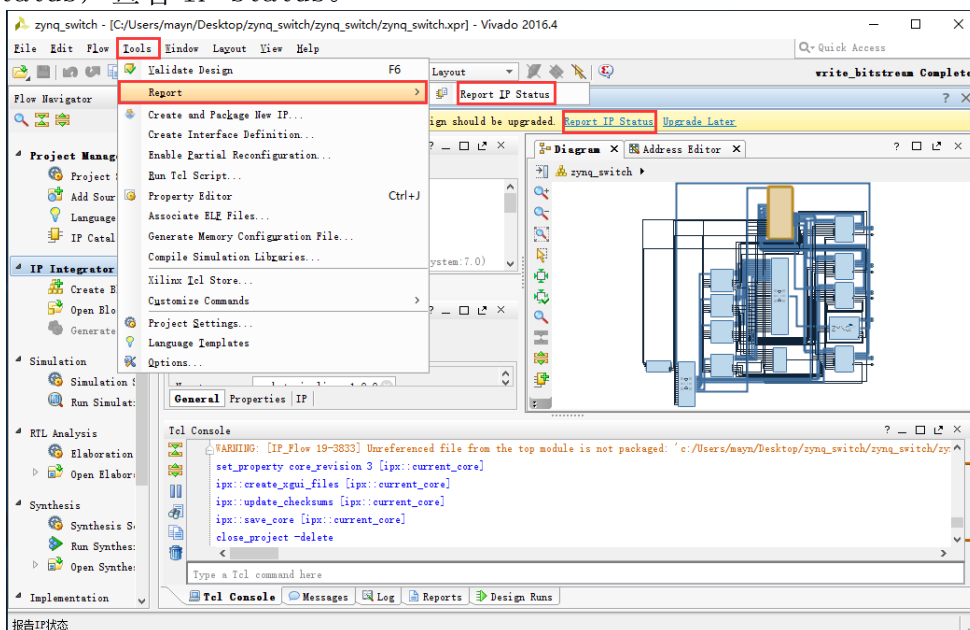 zynq_switch - [C:/Users/mayn/Desktop/zynq_switch/zynq_switch/zynq_switch.xpr] - Vivado 2016.4
File Edit Flow Tools Window Layout View Help
Quick Access
Layout
write_bitstream Complete
Flow Navigator
Validate Design F6
Report
Report IP Status
Create and Package New IP...
Create Interface Definition...
Enable Partial Reconfiguration...
Run Tcl Script...
Property Editor Ctrl+J
Associate ELF Files...
Generate Memory Configuration File...
Compile Simulation Libraries...
Xilinx Tcl Store...
Customize Commands
Project Settings...
Language Templates
Options...
ign should be upgraded. Report IP Status Upgrade Later
Project Manag
Project
Add Sour
Language
IP Catal
IP Integrator
Create B
Open Blo
Generate
Simulation
Simulation S
Run Simulat
RTL Analysis
Elaboration
Open Elabor
Synthesis
Synthesis Se
Run Synthes
Open Synthe
Implementation
Diagram Address Editor
zynq_switch
ystem:7.0)
General Properties IP
Tcl Console
WARNING: [IP_Flow 19-3833] Unreferenced file from the top module is not packaged: 'c:/Users/mayn/Desktop/zynq_switch/zynq_switch/zy
set_property core_revision 3 [ipx::current_core]
ipx::create_xgui_files [ipx::current_core]
ipx::update_checksums [ipx::current_core]
ipx::save_core [ipx::current_core]
close_project -delete
Type a Tcl command here
Tcl Console Messages Log Reports Design Runs
报告IP状态